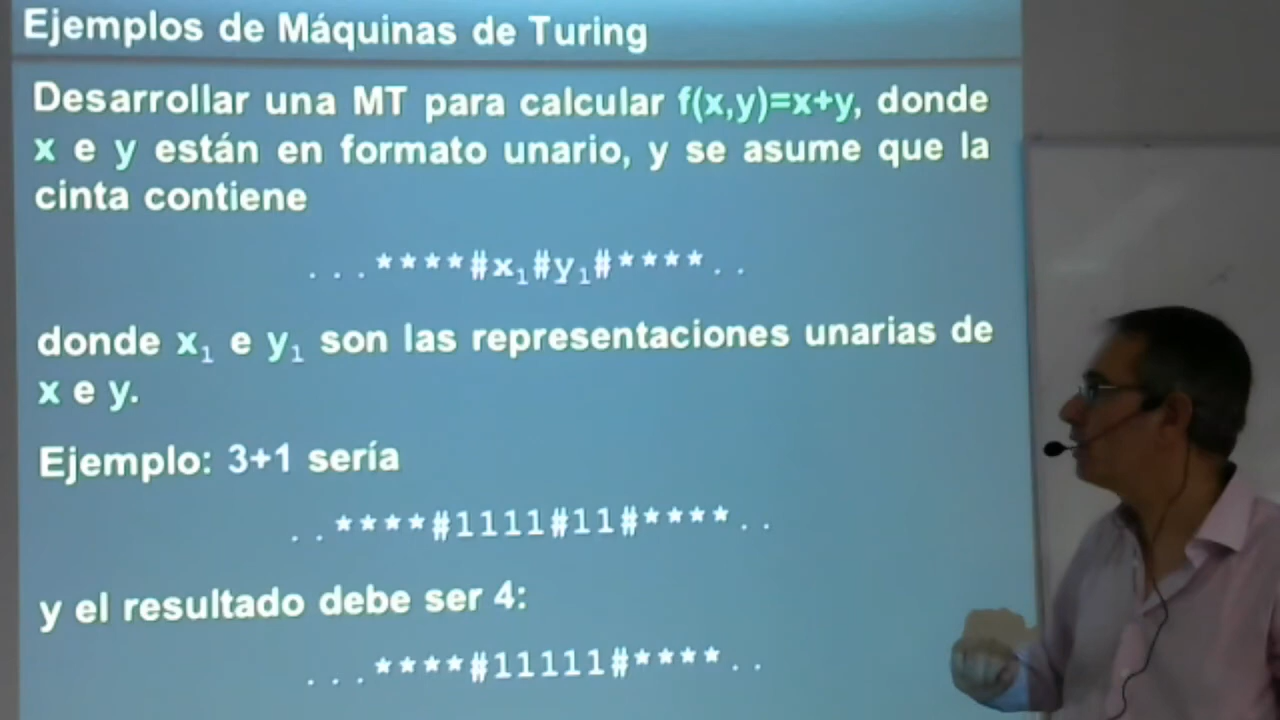 Ejemplos de Máquinas de Turing
Desarrollar una MT para calcular f(x,y)=x+y, donde
x e y están en formato unario, y se asume que la
cinta contiene
...****#x₁#y₁#****..
donde x₁ e y₁ son las representaciones unarias de
x e y.
Ejemplo: 3+1 sería
..****#1111#11#****..
y el resultado debe ser 4:
...****#11111#****..